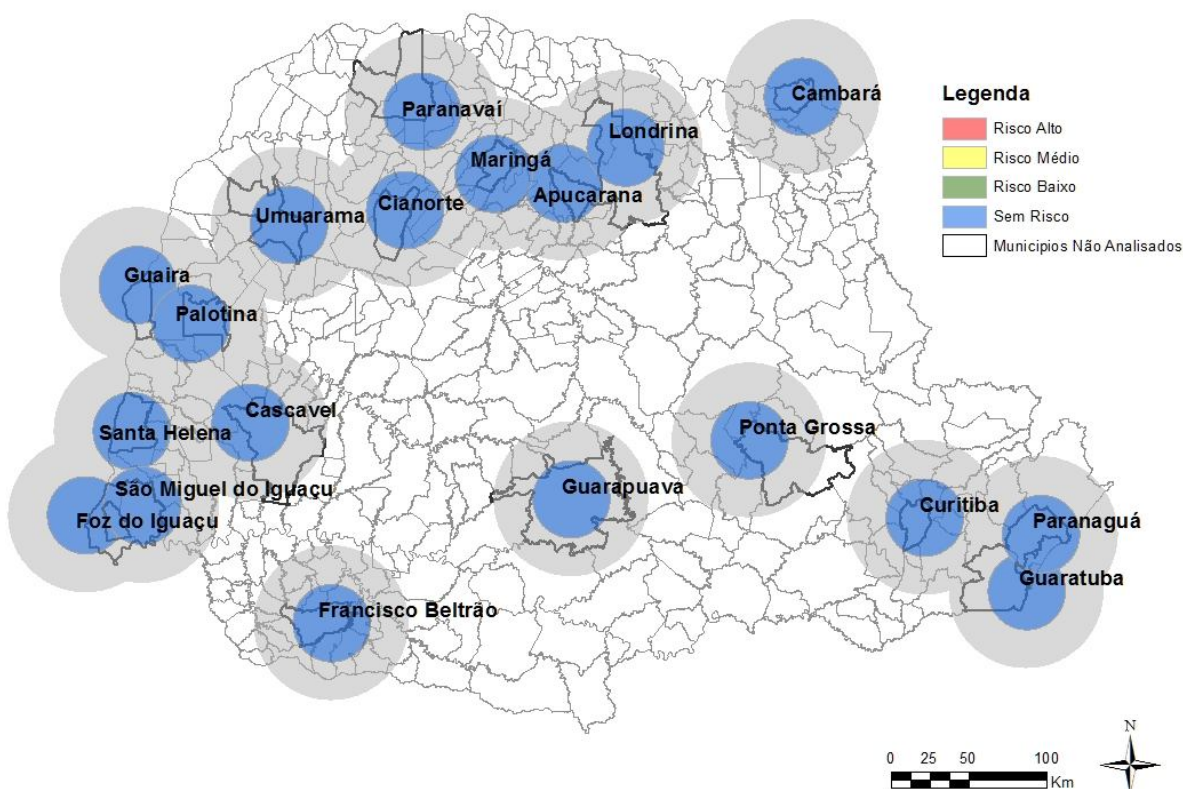 Paranavaí
Cambará
Londrina
Maringá
Apucarana
Cianorte
Umuarama
Guaira
Palotina
Cascavel
Santa Helena
São Miguel do Iguaçu
Foz do Iguaçu
Ponta Grossa
Guarapuava
Curitiba
Paranaguá
Guaratuba
Francisco Beltrão
Legenda
Risco Alto
Risco Médio
Risco Baixo
Sem Risco
Municipios Não Analisados
0 25 50 100
Km
N